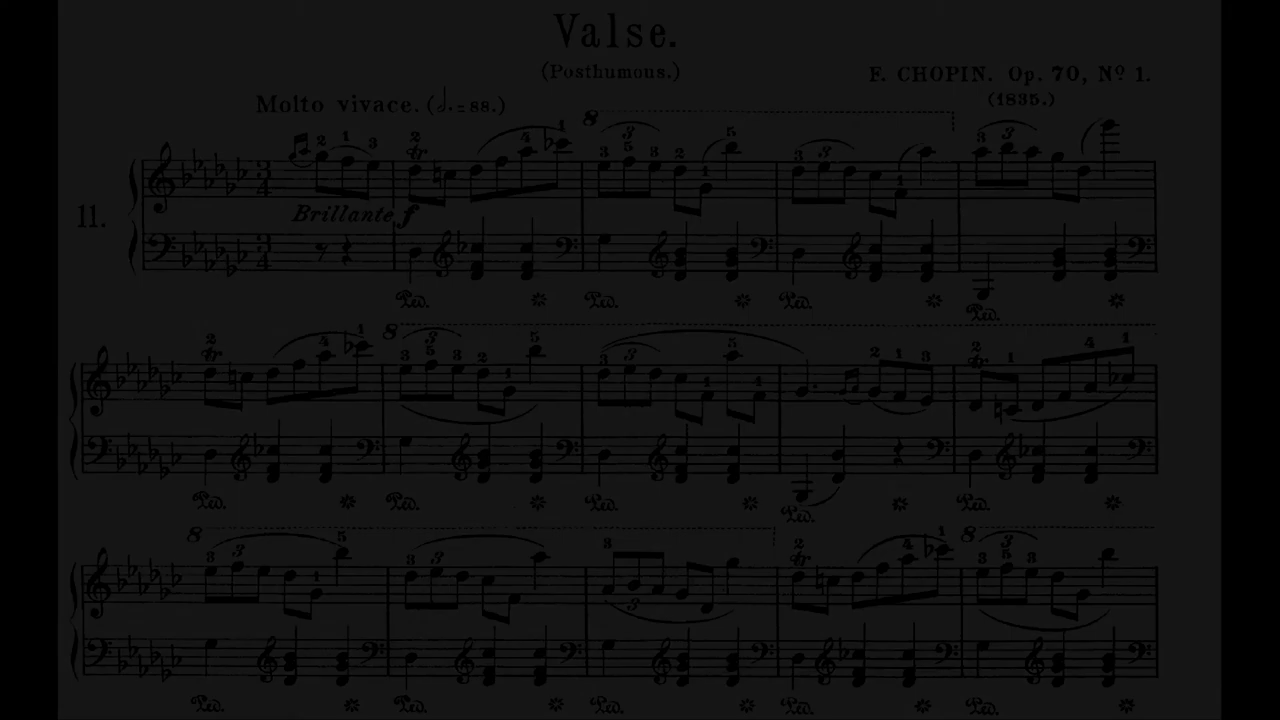 Valse.
(Posthumous.)
F. CHOPIN. Op. 70, Nº 1.
(1835.)
Molto vivace. (𝅗𝅥. = 88.)
11.
Brillante f